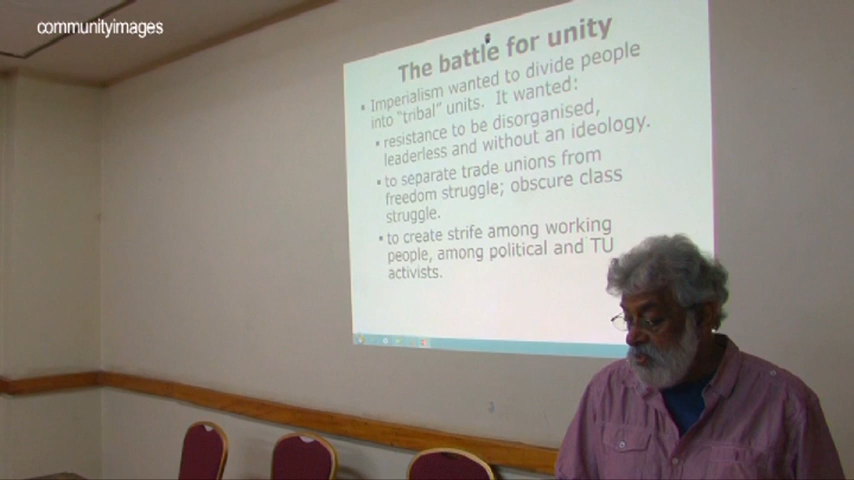 communityimages
The battle for unity
▪ Imperialism wanted to divide people
into "tribal" units. It wanted:
▪ resistance to be disorganised,
leaderless and without an ideology.
▪ to separate trade unions from
freedom struggle; obscure class
struggle.
▪ to create strife among working
people, among political and TU
activists.